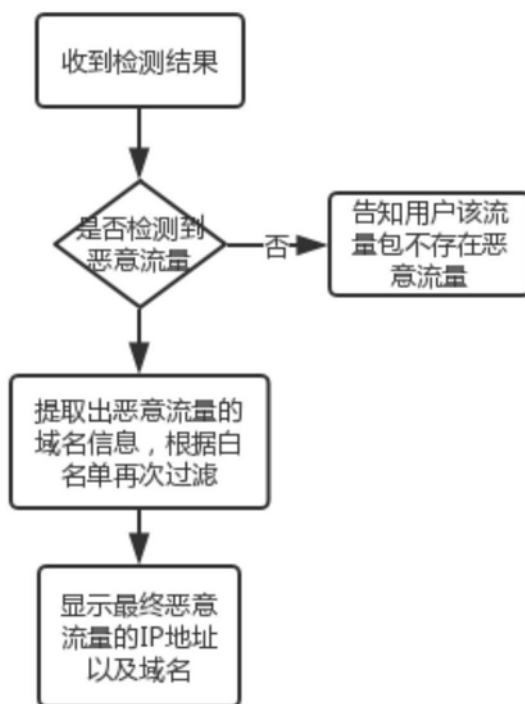 收到检测结果
是否检测到
恶意流量
否
告知用户该流
量包不存在恶
意流量
提取出恶意流量的
域名信息，根据白
名单再次过滤
显示最终恶意
流量的IP地址
以及域名